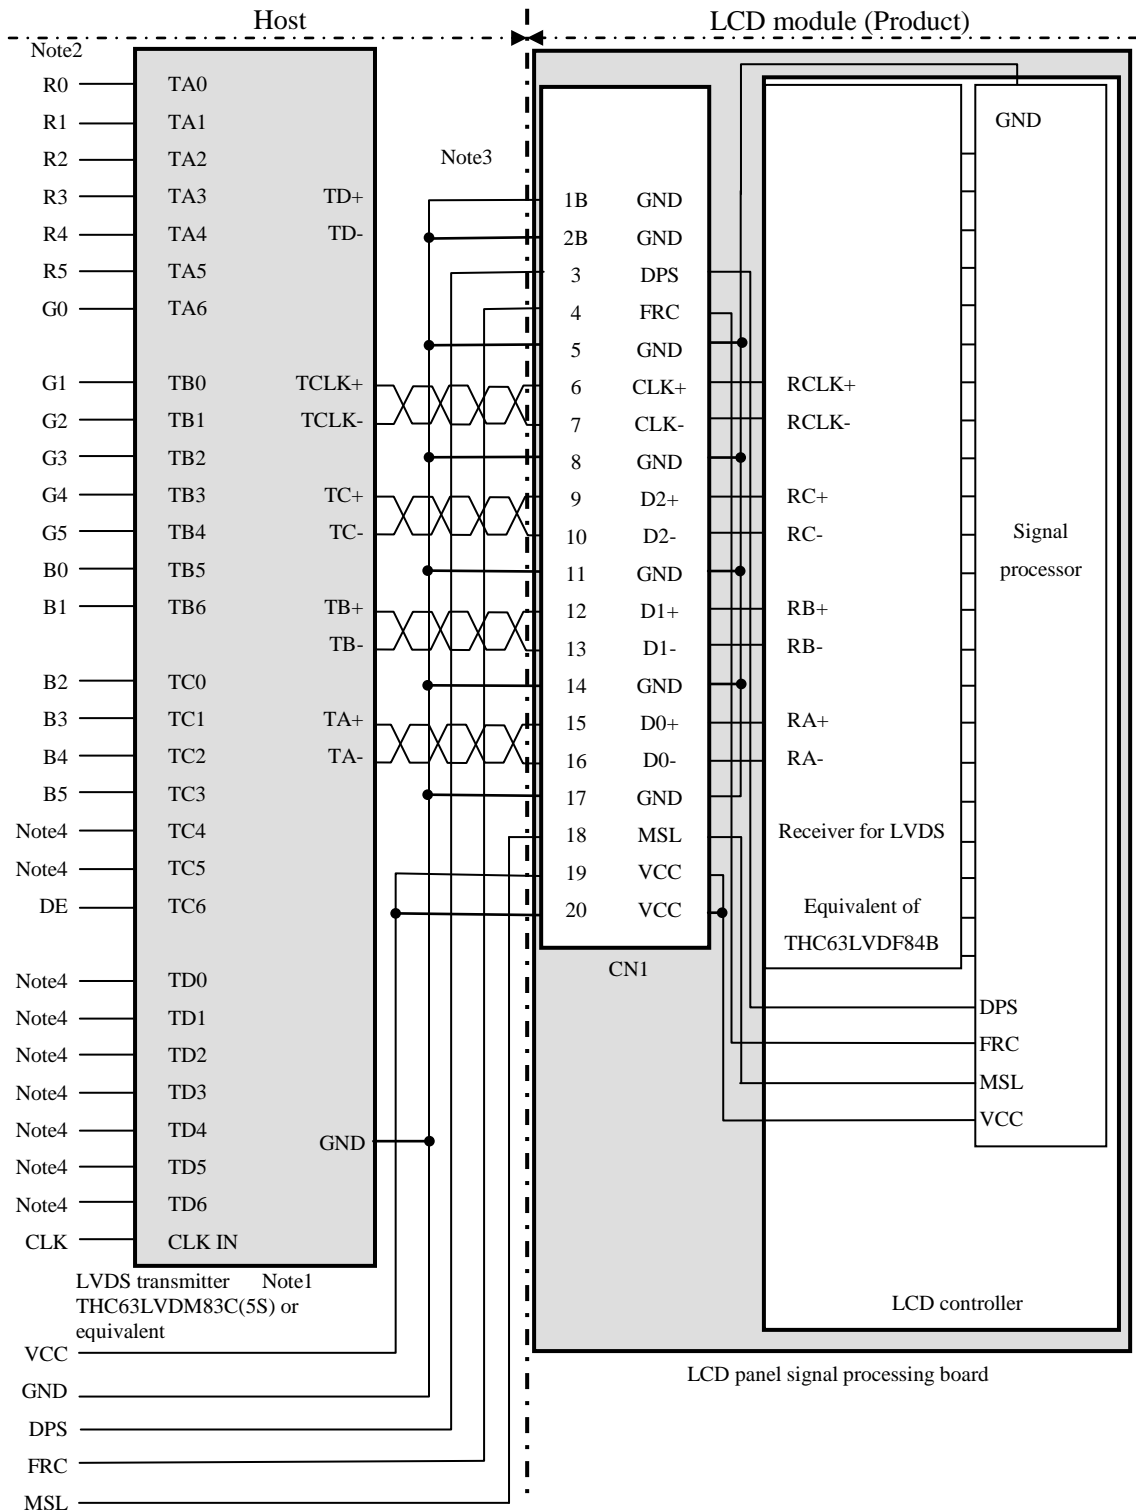 Host
LCD module (Product)
Note2
R0 TA0
R1 TA1
R2 TA2
R3 TA3 TD+
R4 TA4 TD-
R5 TA5
G0 TA6
G1 TB0 TCLK+
G2 TB1 TCLK-
G3 TB2
G4 TB3 TC+
G5 TB4 TC-
B0 TB5
B1 TB6 TB+
TB-
B2 TC0
B3 TC1 TA+
B4 TC2 TA-
B5 TC3
Note4 TC4
Note4 TC5
DE TC6
Note4 TD0
Note4 TD1
Note4 TD2
Note4 TD3
Note4 TD4
GND
Note4 TD5
Note4 TD6
CLK CLK IN
LVDS transmitter Note1
THC63LVDM83C(5S) or
equivalent
VCC
GND
DPS
FRC
MSL
Note3
1B GND
2B GND
3 DPS
4 FRC
5 GND
6 CLK+
7 CLK-
8 GND
9 D2+
10 D2-
11 GND
12 D1+
13 D1-
14 GND
15 D0+
16 D0-
17 GND
18 MSL
19 VCC
20 VCC
CN1
RCLK+
RCLK-
RC+
RC-
RB+
RB-
RA+
RA-
Receiver for LVDS
Equivalent of
THC63LVDF84B
GND
Signal
processor
DPS
FRC
MSL
VCC
LCD controller
LCD panel signal processing board